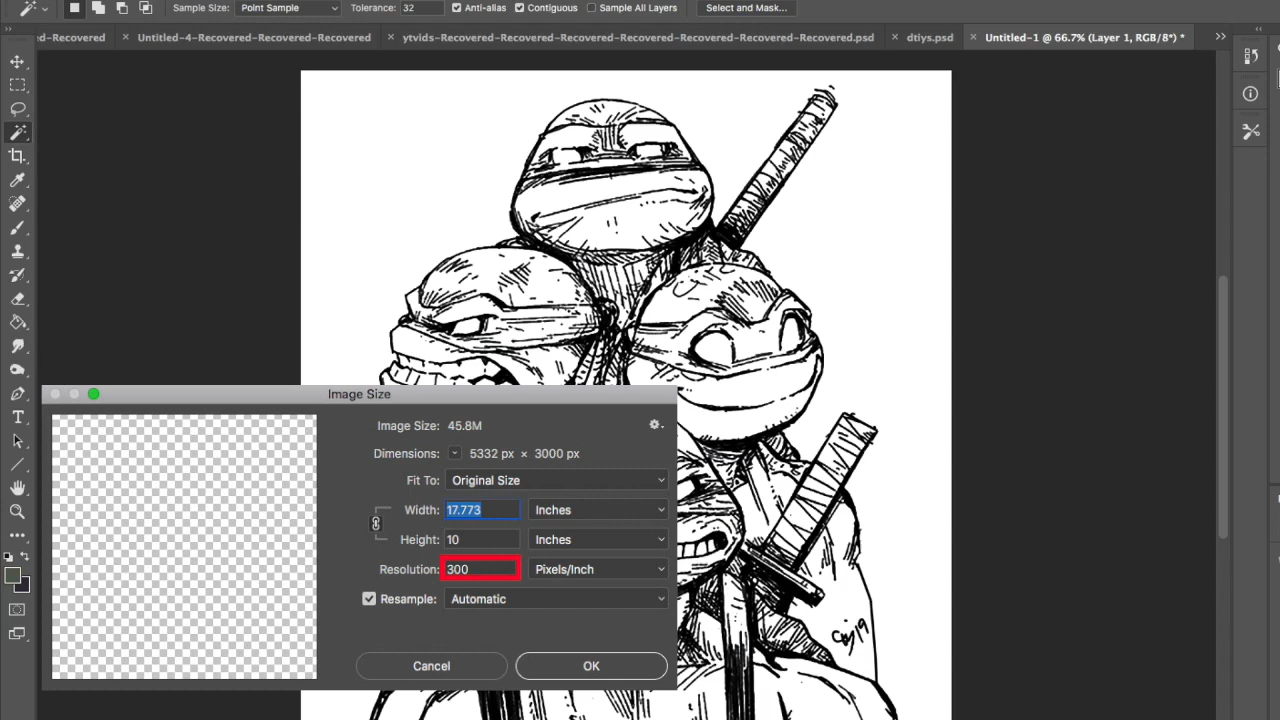 Sample Size: Point Sample Tolerance: 32 Anti-alias Contiguous Sample All Layers Select and Mask...
ed-Recovered × Untitled-4-Recovered-Recovered-Recovered × ytvids-Recovered-Recovered-Recovered-Recovered-Recovered-Recovered.psd × dtiys.psd × Untitled-1 @ 66.7% (Layer 1, RGB/8*) *
Image Size
Image Size: 45.8M
Dimensions: 5332 px × 3000 px
Fit To: Original Size
Width: 17.773 Inches
Height: 10 Inches
Resolution: 300 Pixels/Inch
Resample: Automatic
Cancel OK